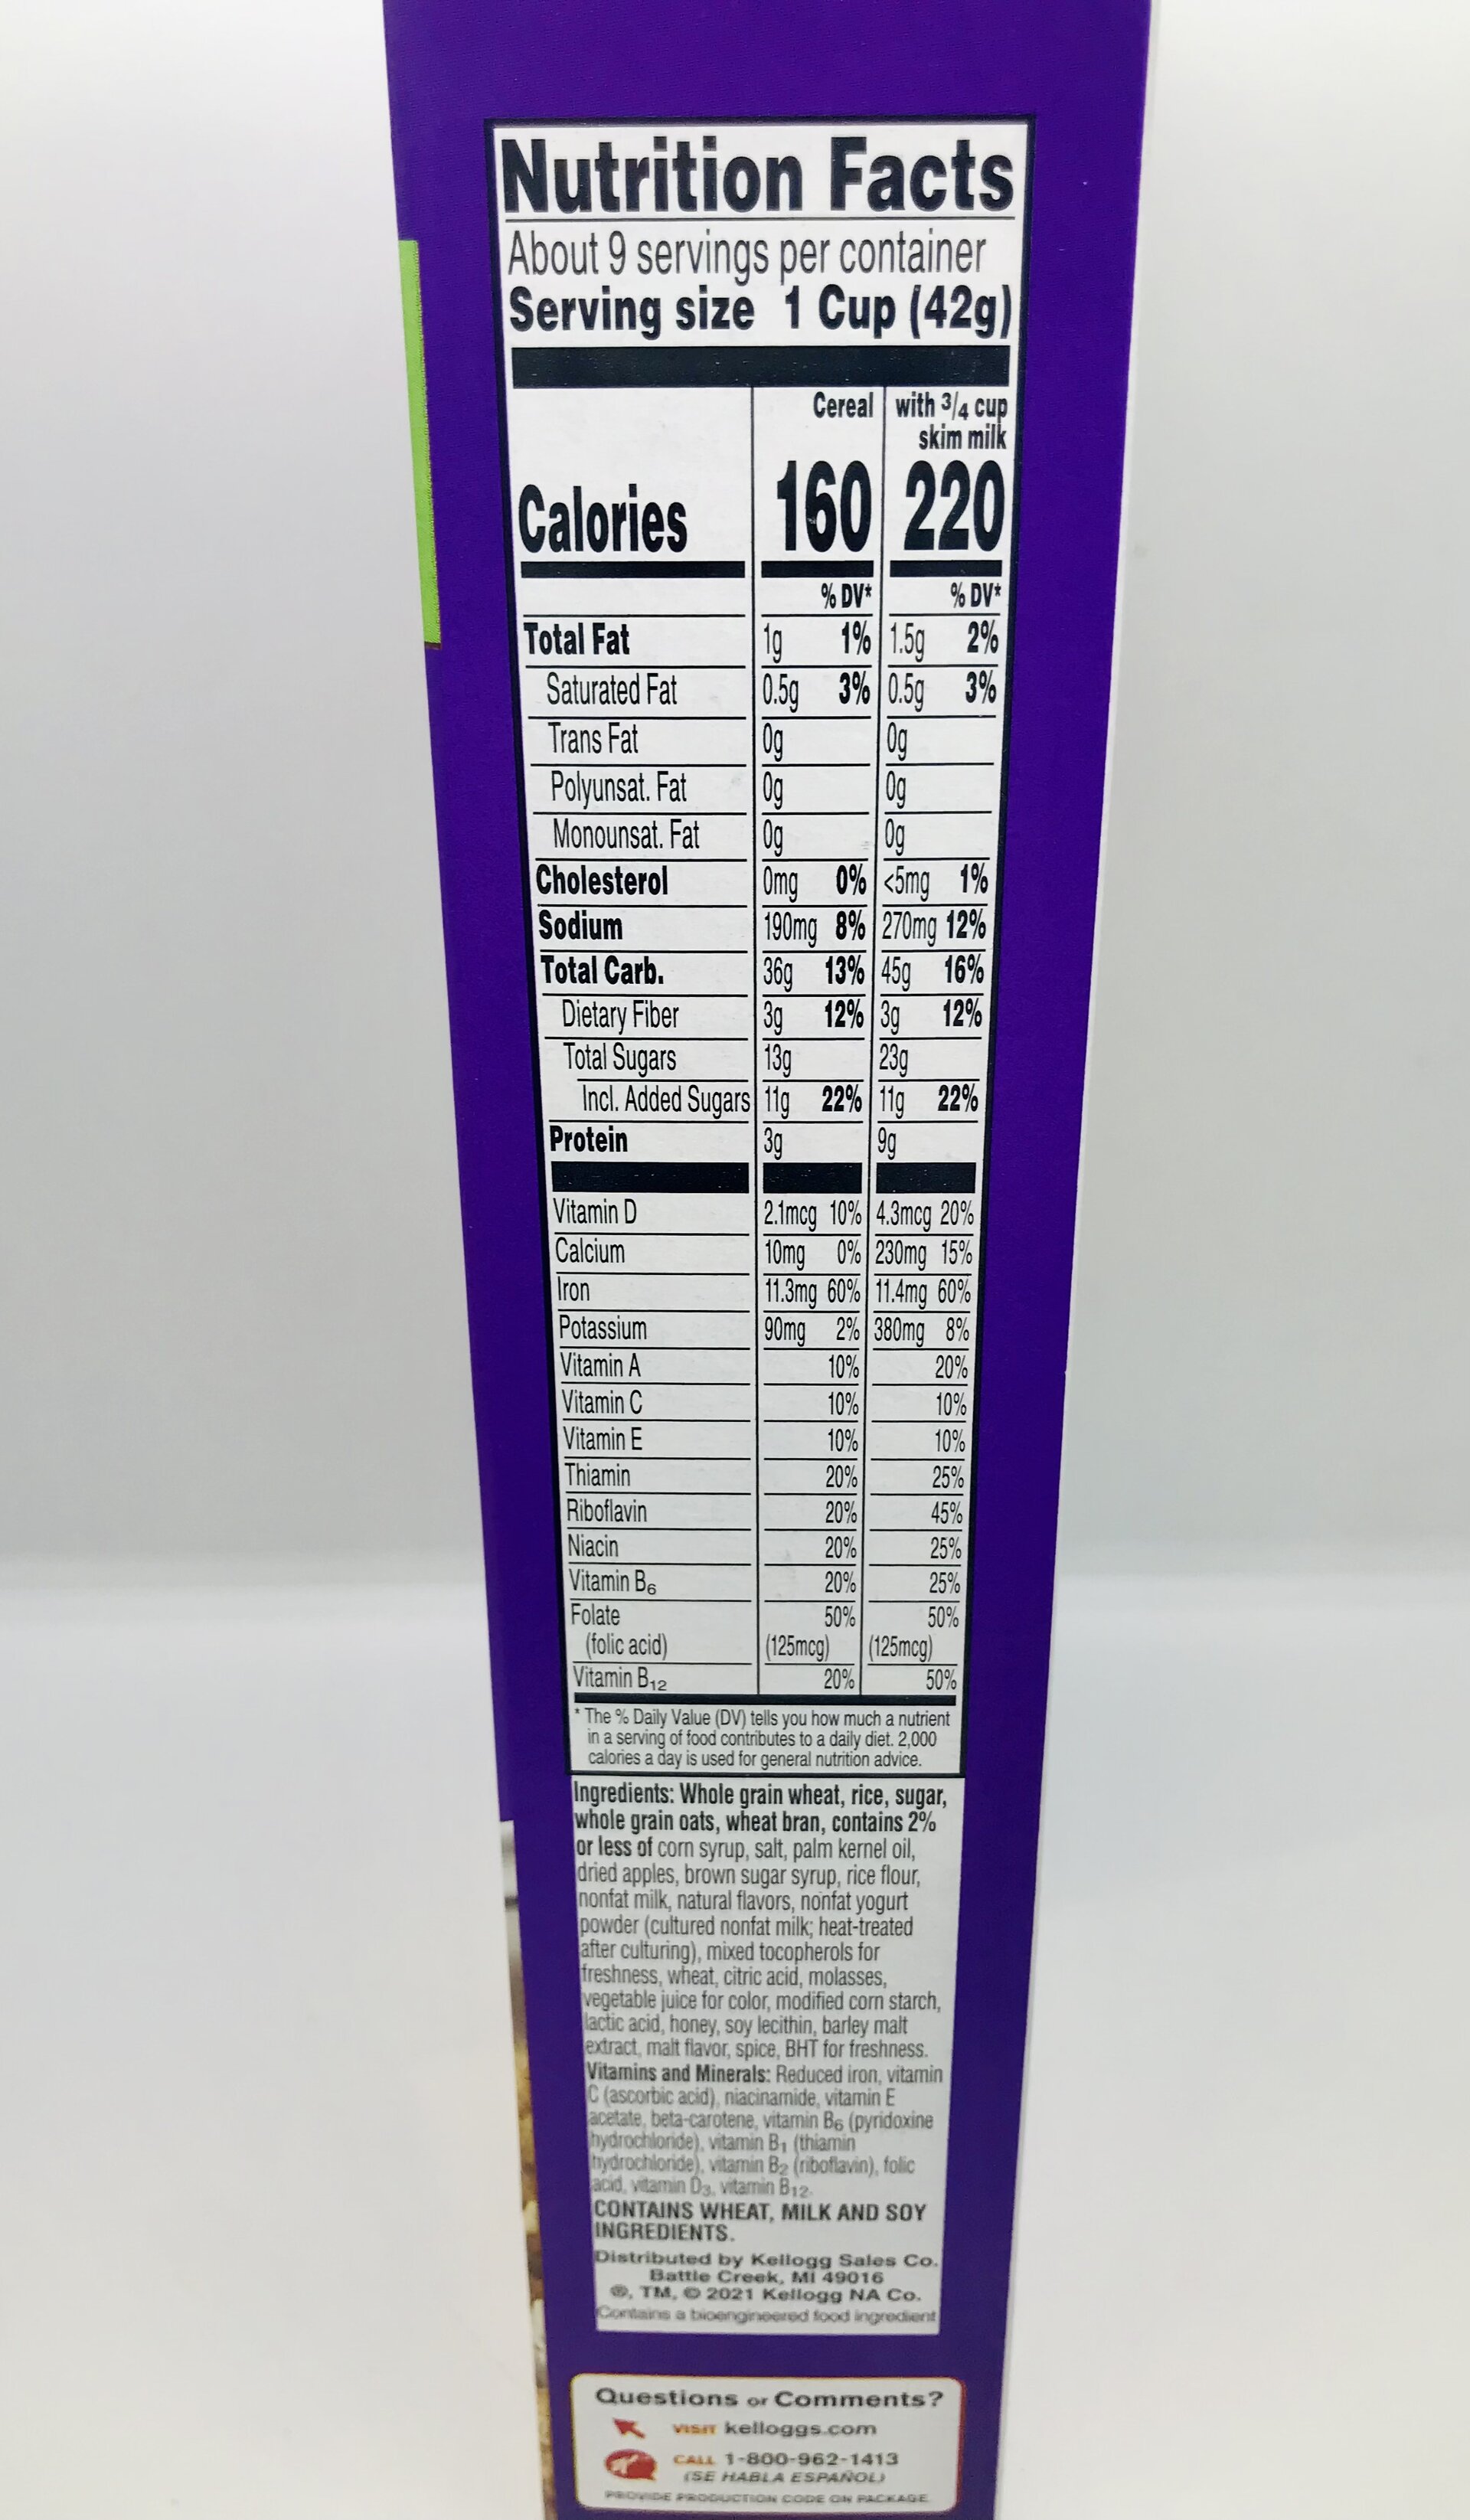 Nutrition Facts
About 9 servings per container
Serving size 1 Cup (42g)
Cereal with 3/4 cup
skim milk
Calories 160 220
% DV* % DV*
Total Fat 1g 1% 1.5g 2%
Saturated Fat 0.5g 3% 0.5g 3%
Trans Fat 0g 0g
Polyunsat. Fat 0g 0g
Monounsat. Fat 0g 0g
Cholesterol 0mg 0% <5mg 1%
Sodium 190mg 8% 270mg 12%
Total Carb. 36g 13% 45g 16%
Dietary Fiber 3g 12% 3g 12%
Total Sugars 13g 23g
Incl. Added Sugars 11g 22% 11g 22%
Protein 3g 9g
Vitamin D 2.1mcg 10% 4.3mcg 20%
Calcium 10mg 0% 230mg 15%
Iron 11.3mg 60% 11.4mg 60%
Potassium 90mg 2% 380mg 8%
Vitamin A 10% 20%
Vitamin C 10% 10%
Vitamin E 10% 10%
Thiamin 20% 25%
Riboflavin 20% 45%
Niacin 20% 25%
Vitamin B6 20% 25%
Folate 50% 50%
(folic acid) (125mcg) (125mcg)
Vitamin B12 20% 50%
* The % Daily Value (DV) tells you how much a nutrient
in a serving of food contributes to a daily diet. 2,000
calories a day is used for general nutrition advice.
Ingredients: Whole grain wheat, rice, sugar,
whole grain oats, wheat bran, contains 2%
or less of corn syrup, salt, palm kernel oil,
dried apples, brown sugar syrup, rice flour,
nonfat milk, natural flavors, nonfat yogurt
powder (cultured nonfat milk; heat-treated
after culturing), mixed tocopherols for
freshness, wheat, citric acid, molasses,
vegetable juice for color, modified corn starch,
lactic acid, honey, soy lecithin, barley malt
extract, malt flavor, spice, BHT for freshness.
Vitamins and Minerals: Reduced iron, vitamin
C (ascorbic acid), niacinamide, vitamin E
acetate, beta-carotene, vitamin B6 (pyridoxine
hydrochloride), vitamin B1 (thiamin
hydrochloride), vitamin B2 (riboflavin), folic
acid, vitamin D3, vitamin B12.
CONTAINS WHEAT, MILK AND SOY
INGREDIENTS.
Distributed by Kellogg Sales Co.
Battle Creek, MI 49016
®, TM, © 2021 Kellogg NA Co.
Contains a bioengineered food ingredient
Questions or Comments?
VISIT kelloggs.com
CALL 1-800-962-1413
(SE HABLA ESPAÑOL)
PROVIDE PRODUCTION CODE ON PACKAGE.